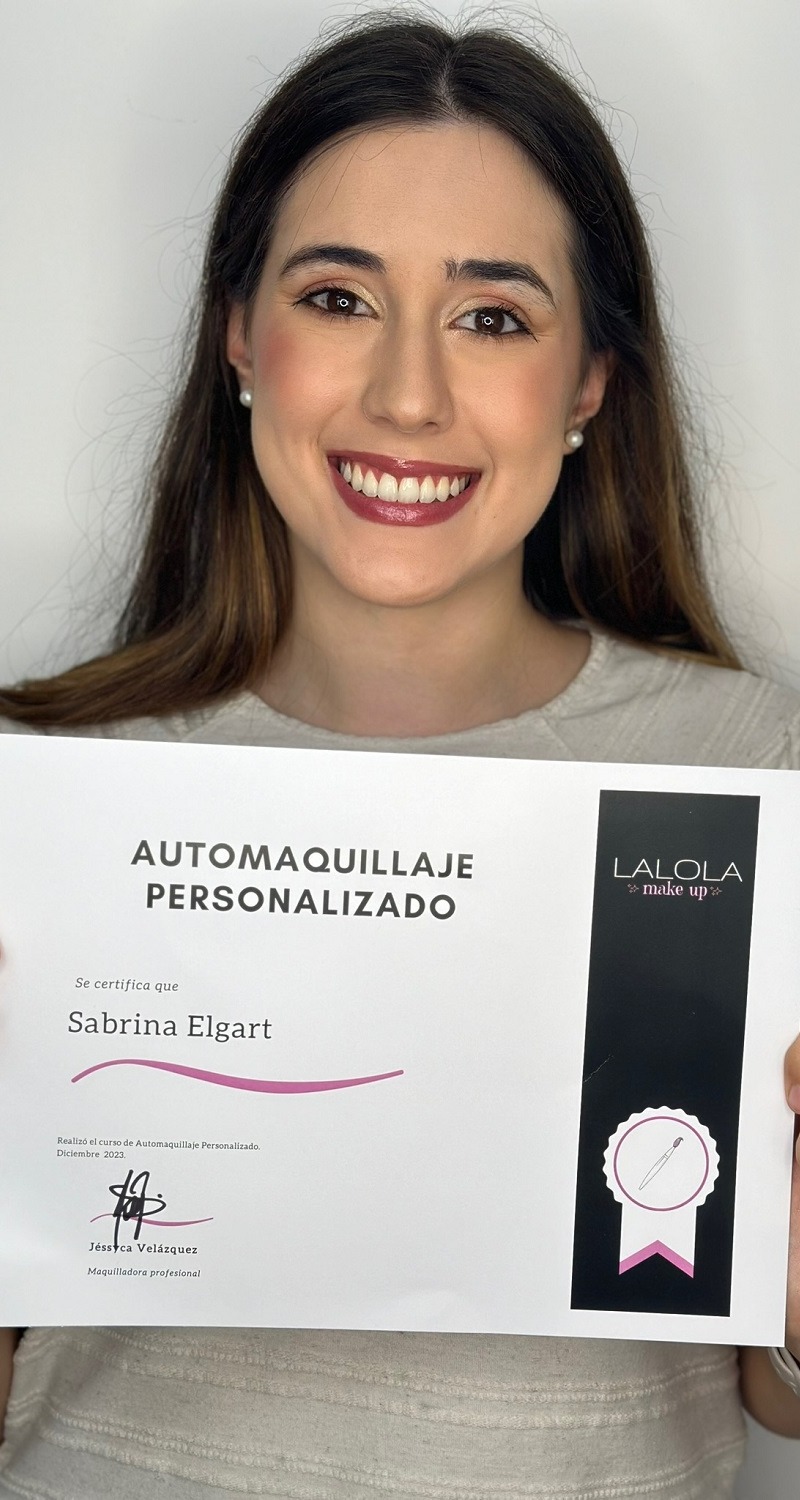 AUTOMAQUILLAJE
PERSONALIZADO
LALOLA
make up
Se certifica que
Sabrina Elgart
Realizó el curso de Automaquillaje Personalizado.
Diciembre 2023.
Jéssyca Velázquez
Maquilladora profesional